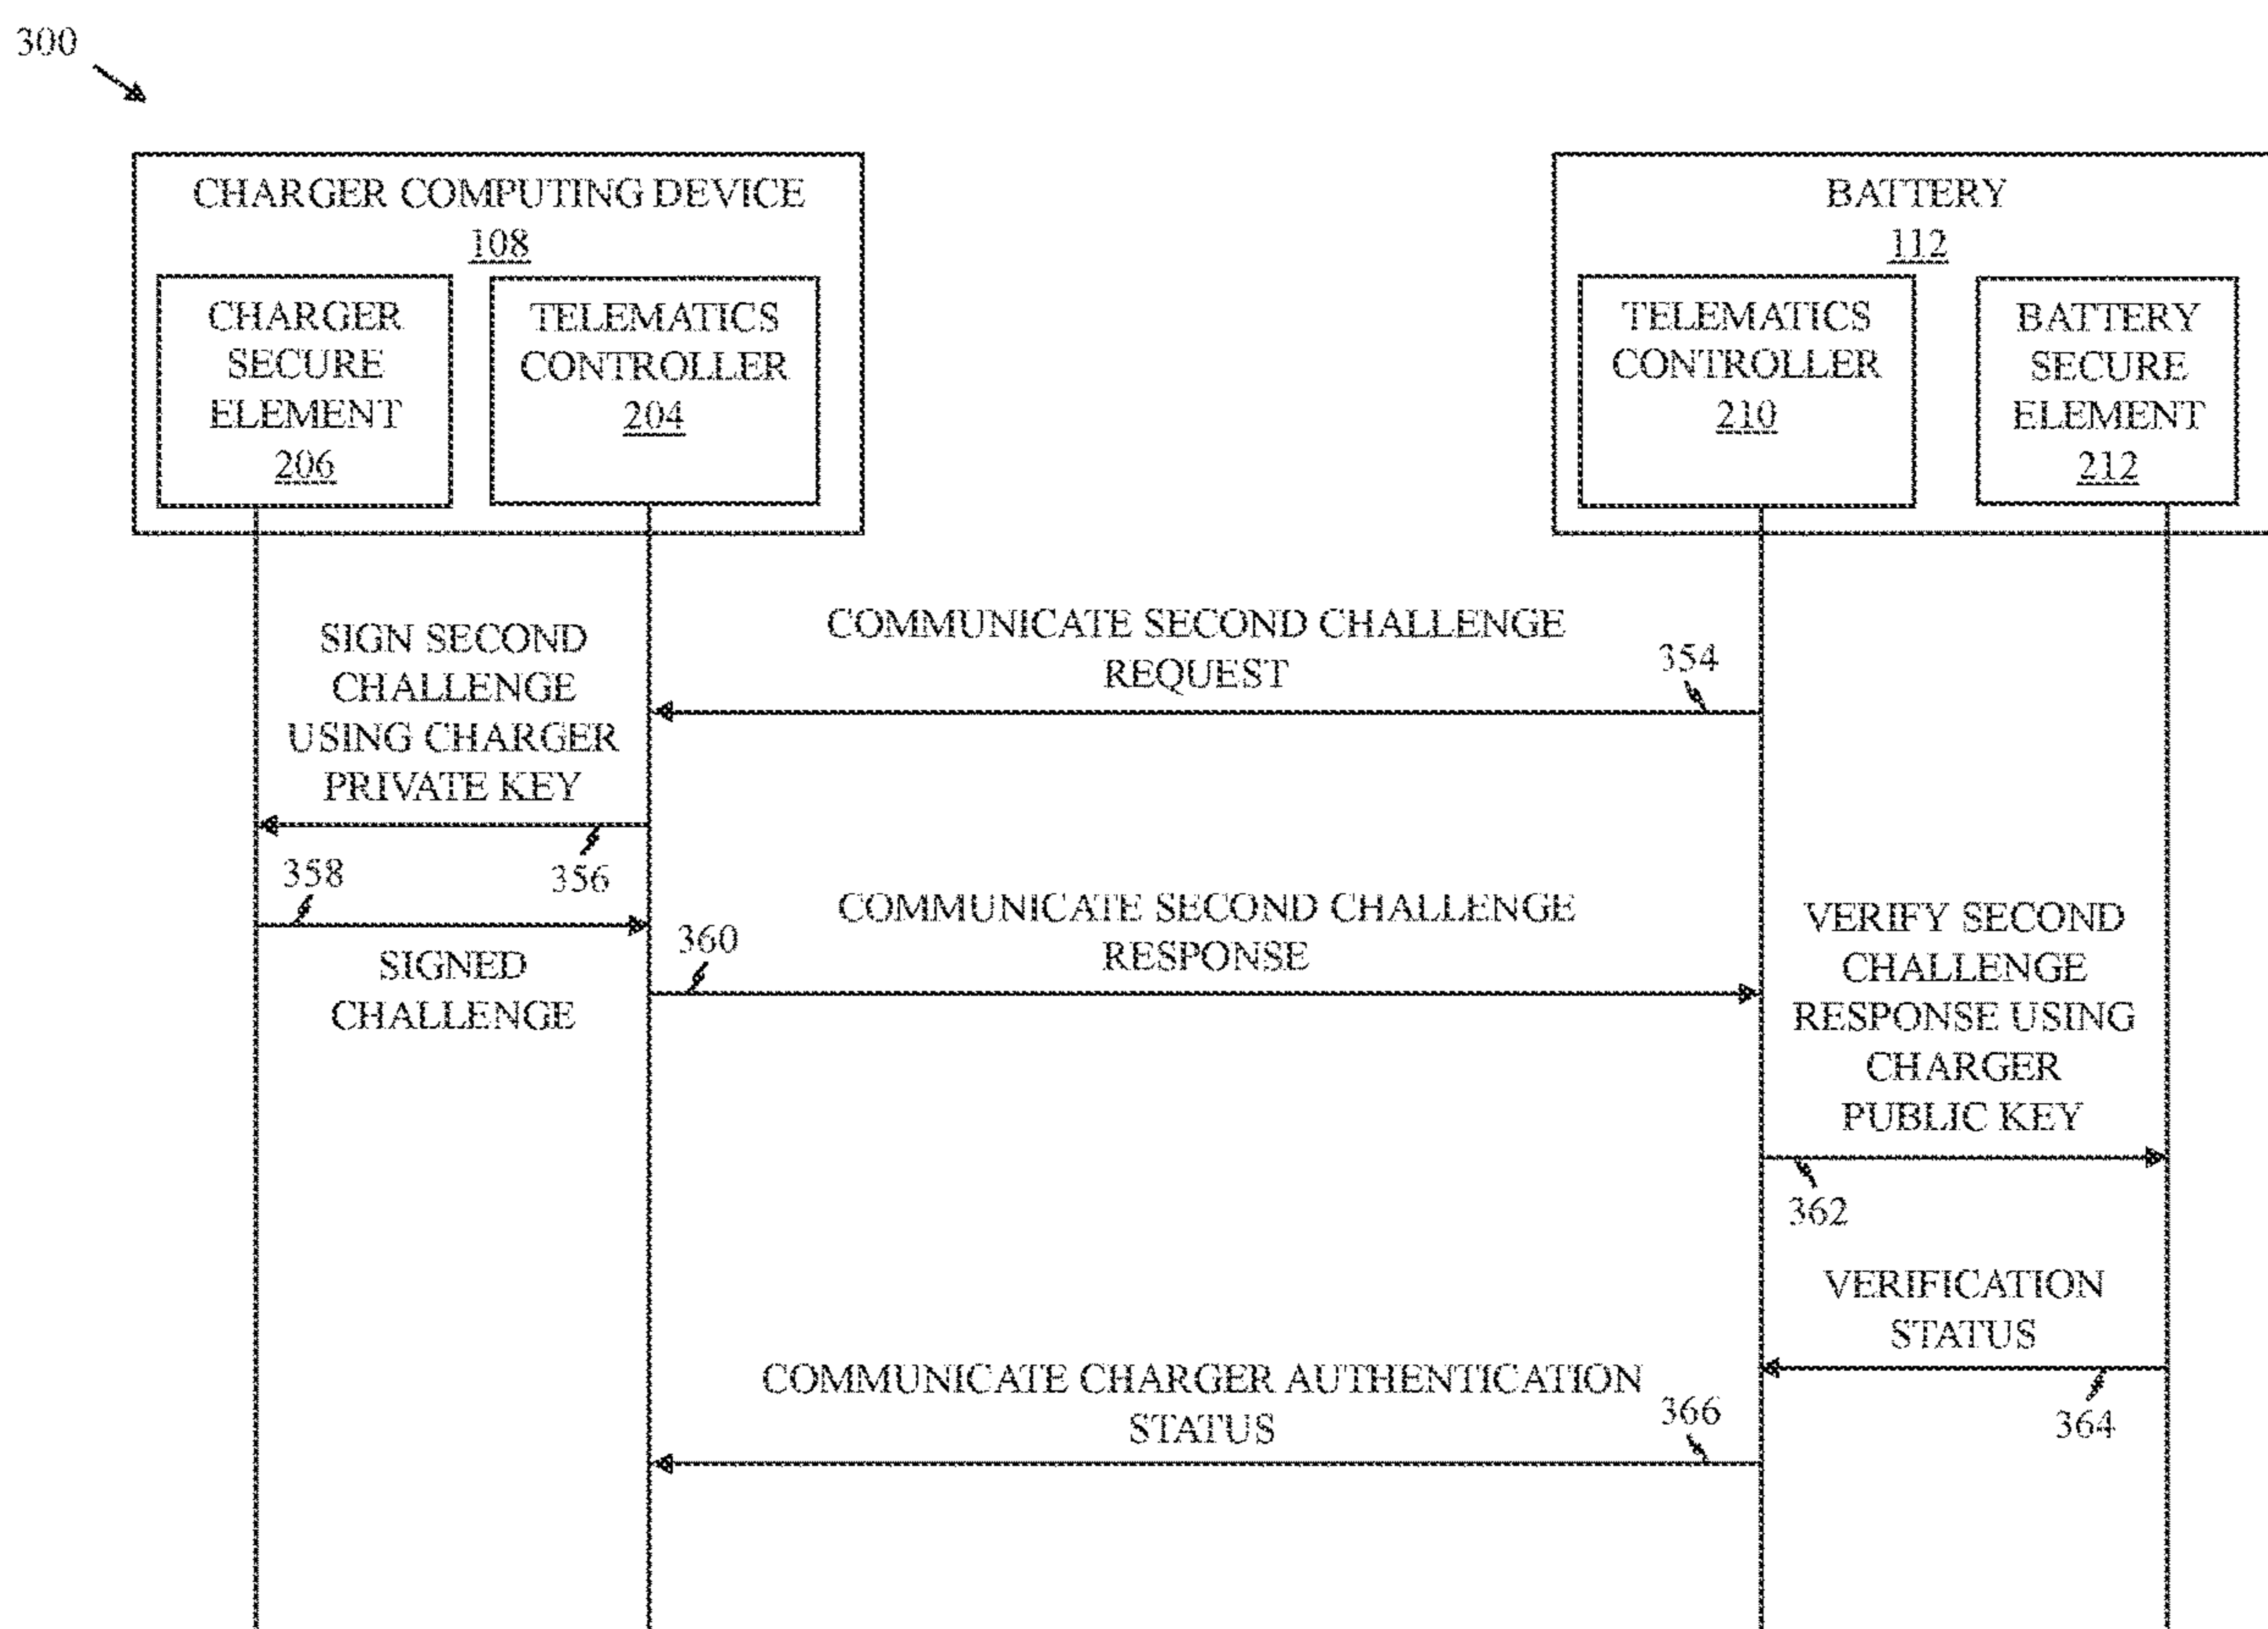 300
CHARGER COMPUTING DEVICE
108
CHARGER
SECURE
ELEMENT
206
TELEMATICS
CONTROLLER
204
BATTERY
112
TELEMATICS
CONTROLLER
210
BATTERY
SECURE
ELEMENT
212
COMMUNICATE SECOND CHALLENGE
REQUEST
354
SIGN SECOND
CHALLENGE
USING CHARGER
PRIVATE KEY
356
358
SIGNED
CHALLENGE
COMMUNICATE SECOND CHALLENGE
RESPONSE
360
VERIFY SECOND
CHALLENGE
RESPONSE USING
CHARGER
PUBLIC KEY
362
VERIFICATION
STATUS
364
COMMUNICATE CHARGER AUTHENTICATION
STATUS
366